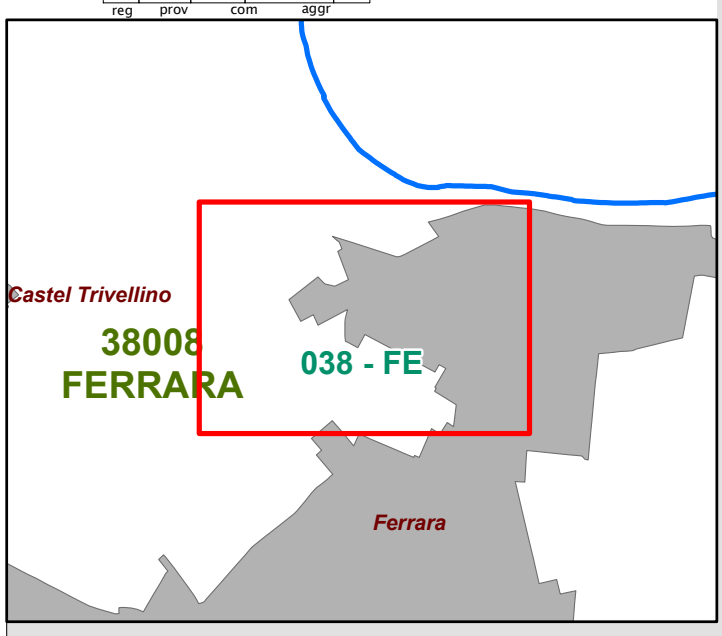 reg prov com aggr
Castel Trivellino
38008
FERRARA
038 - FE
Ferrara